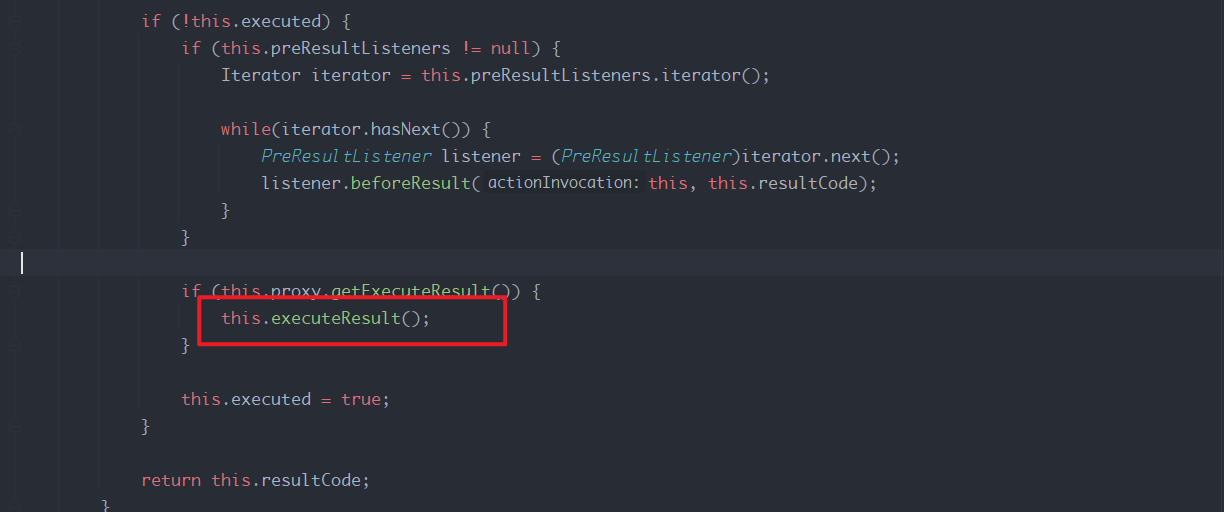 if (!this.executed) {
if (this.preResultListeners != null) {
Iterator iterator = this.preResultListeners.iterator();
while(iterator.hasNext()) {
PreResultListener listener = (PreResultListener)iterator.next();
listener.beforeResult( actionInvocation: this, this.resultCode);
}
}
if (this.proxy.getExecuteResult()) {
this.executeResult();
}
this.executed = true;
}
return this.resultCode;
}